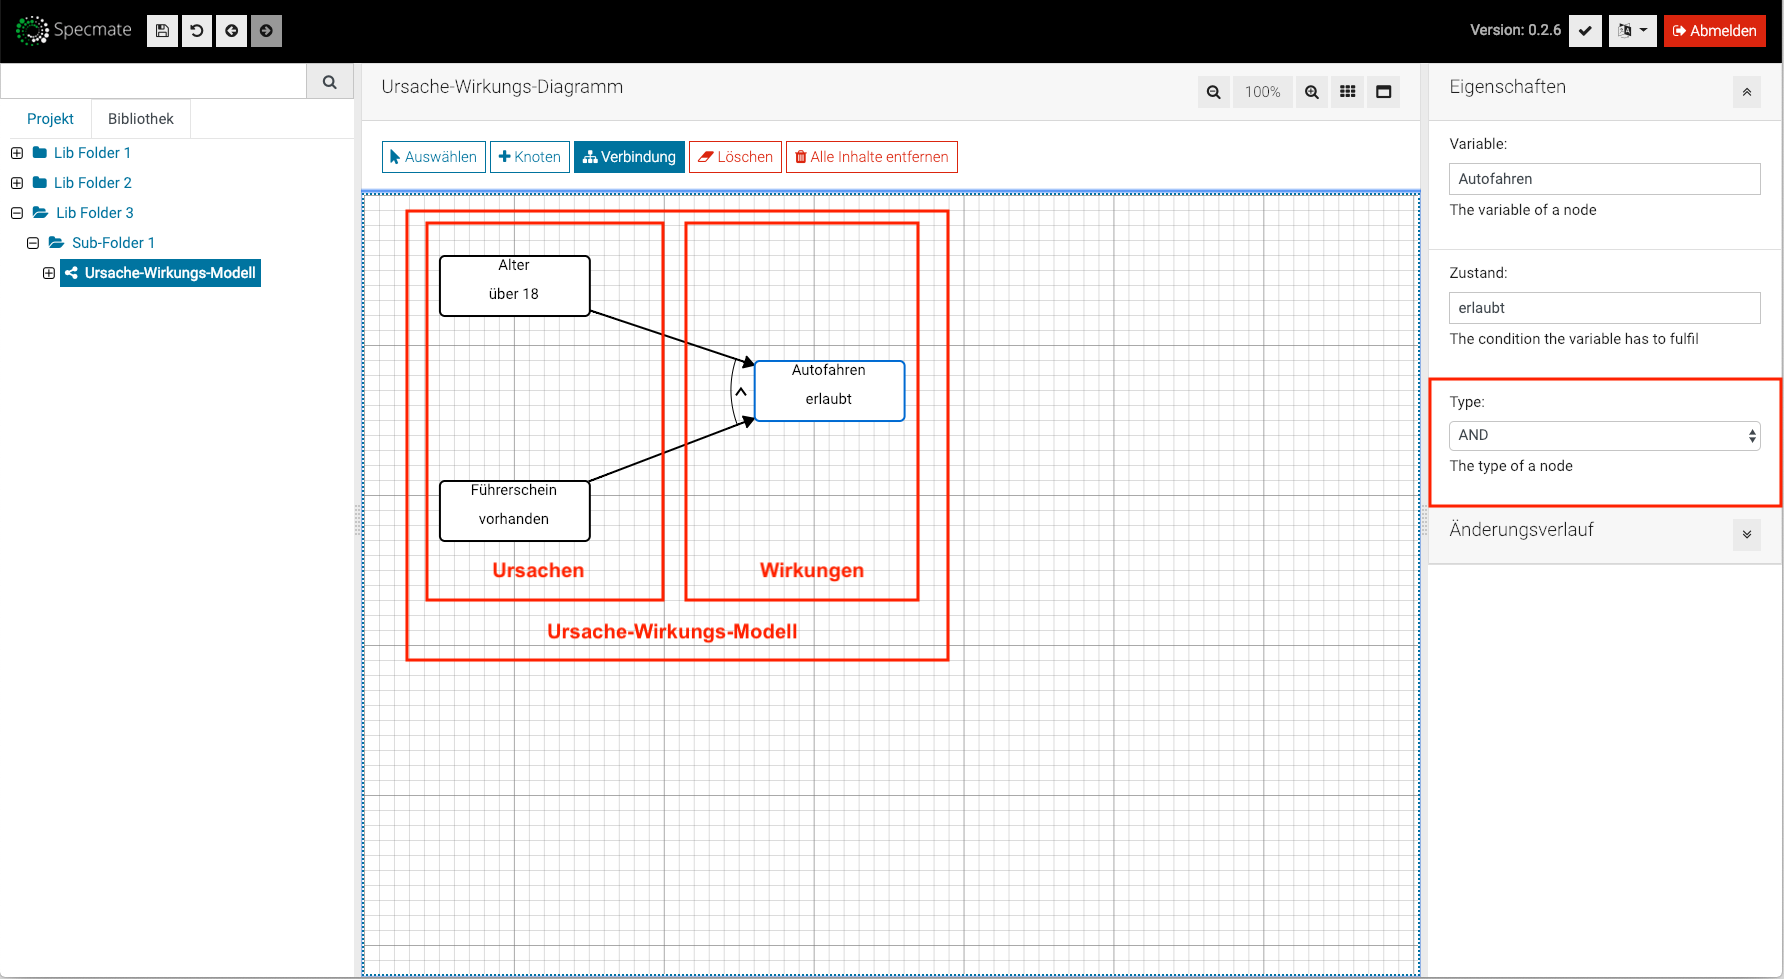 Specmate
Version: 0.2.6
Abmelden
Projekt
Bibliothek
Lib Folder 1
Lib Folder 2
Lib Folder 3
Sub-Folder 1
Ursache-Wirkungs-Modell
Ursache-Wirkungs-Diagramm
100%
Auswählen
Knoten
Verbindung
Löschen
Alle Inhalte entfernen
Alter
über 18
Autofahren
erlaubt
Führerschein
vorhanden
Ursachen
Wirkungen
Ursache-Wirkungs-Modell
Eigenschaften
Variable:
Autofahren
The variable of a node
Zustand:
erlaubt
The condition the variable has to fulfil
Type:
AND
The type of a node
Änderungsverlauf